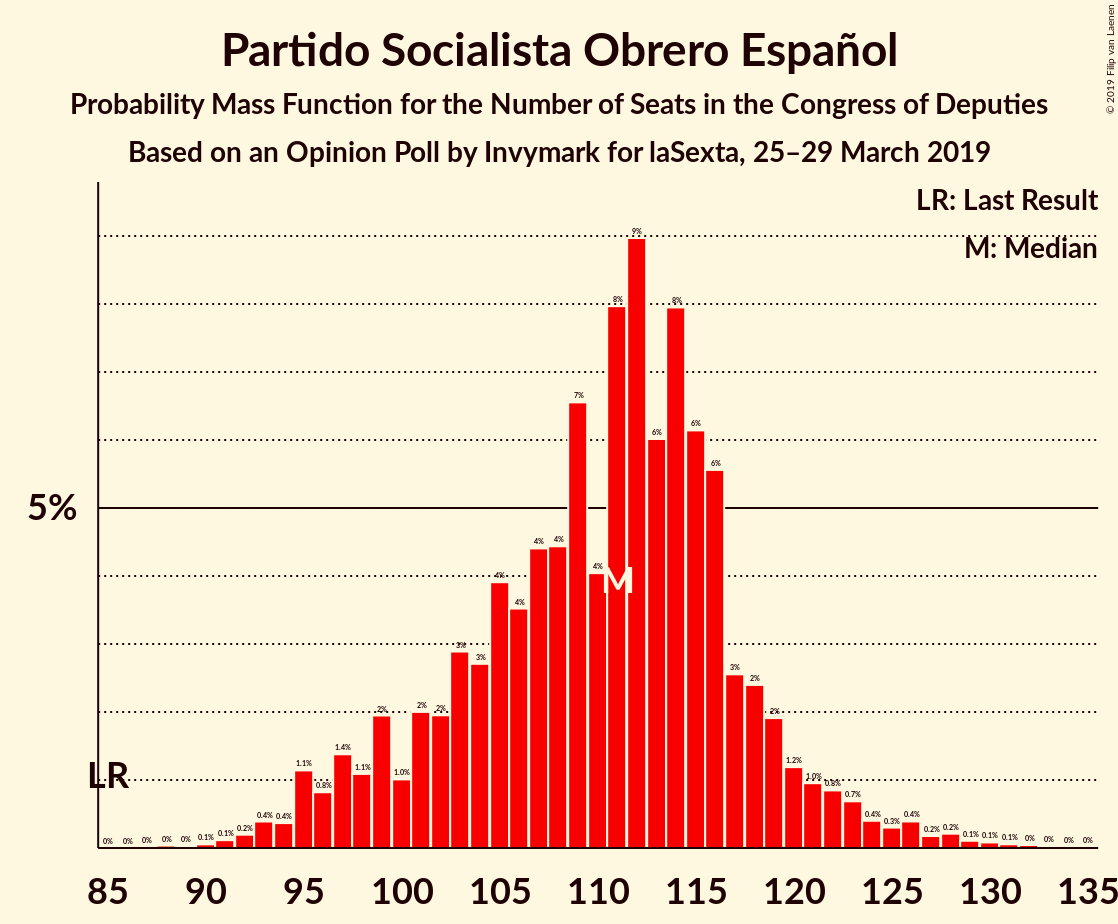 Partido Socialista Obrero Español
Probability Mass Function for the Number of Seats in the Congress of Deputies
Based on an Opinion Poll by Invymark for laSexta, 25–29 March 2019
© 2019 Filip van Laenen
LR: Last Result
M: Median
5%
LR
M
0% 0% 0% 0% 0% 0.1% 0.1% 0.2% 0.4% 0.4% 1.1% 0.8% 1.4% 1.1% 2% 1.0% 2% 2% 3% 3% 4% 4% 4% 4% 7% 4% 8% 9% 6% 8% 6% 6% 3% 2% 2% 1.2% 1.0% 0.8% 0.7% 0.4% 0.3% 0.4% 0.2% 0.2% 0.1% 0.1% 0.1% 0% 0% 0% 0%
85 90 95 100 105 110 115 120 125 130 135